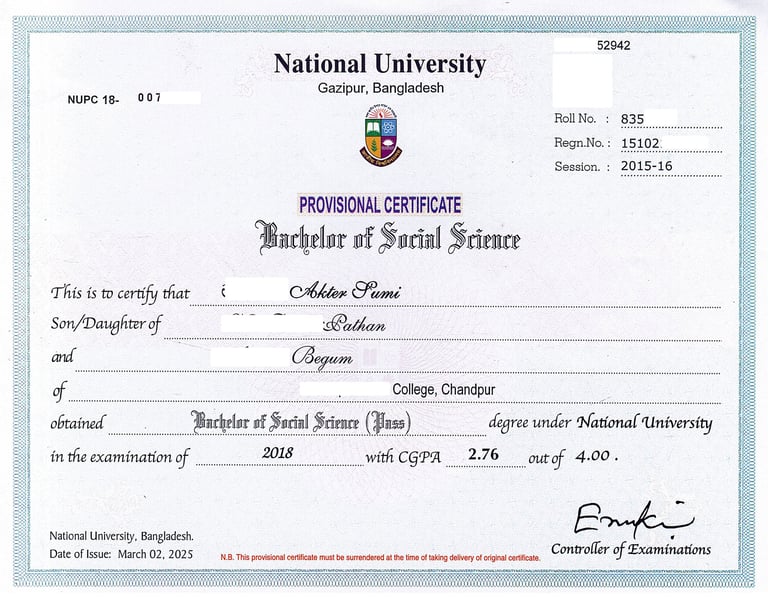 52942
National University
Gazipur, Bangladesh
NUPC 18- 007
Roll No. : 835
Regn.No. : 15102
Session. : 2015-16
PROVISIONAL CERTIFICATE
Bachelor of Social Science
This is to certify that Akter Sumi
Son/Daughter of Pathan
and Begum
of College, Chandpur
obtained Bachelor of Social Science (Pass) degree under National University
in the examination of 2018 with CGPA 2.76 out of 4.00 .
Controller of Examinations
National University, Bangladesh.
Date of Issue: March 02, 2025
N.B. This provisional certificate must be surrendered at the time of taking delivery of original certificate.